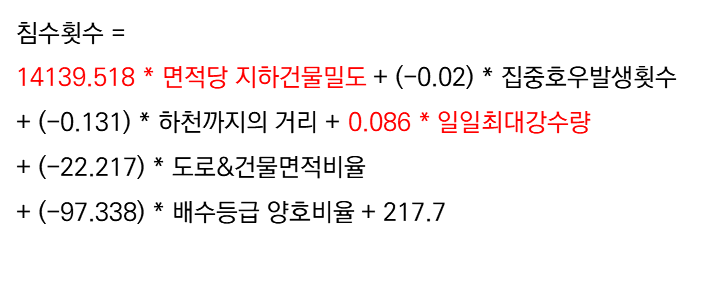 침수횟수 =
14139.518 * 면적당 지하건물밀도 + (-0.02) * 집중호우발생횟수
+ (-0.131) * 하천까지의 거리 + 0.086 * 일일최대강수량
+ (-22.217) * 도로&건물면적비율
+ (-97.338) * 배수등급 양호비율 + 217.7